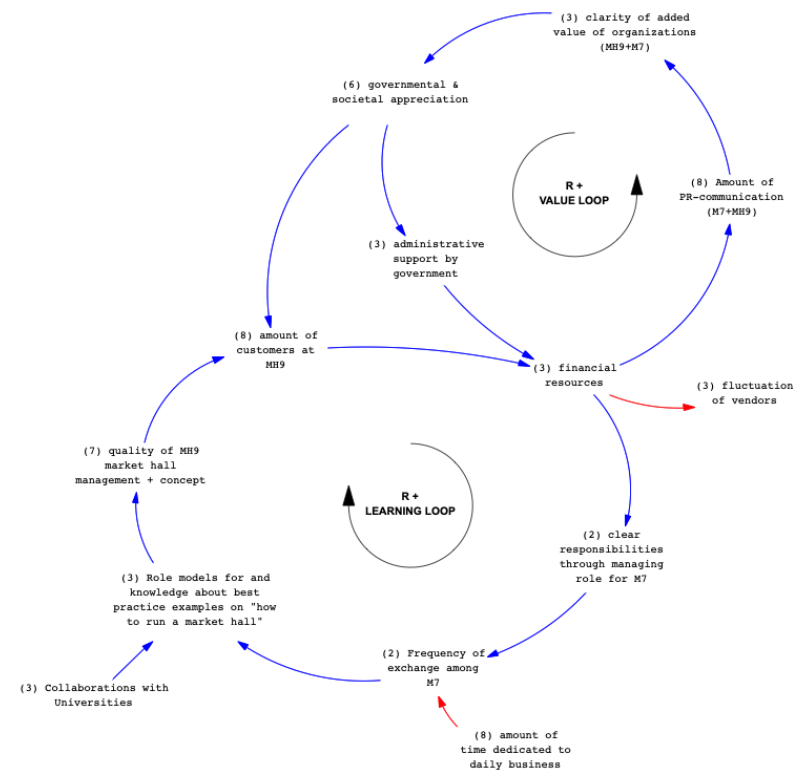 (3) clarity of added
value of organizations
(MH9+M7)
(6) governmental &
societal appreciation
R +
VALUE LOOP
(8) Amount of
PR-communication
(M7+MH9)
(3) administrative
support by
government
(8) amount of
customers at
MH9
(3) financial
resources
(3) fluctuation
of vendors
(7) quality of MH9
market hall
management + concept
R +
LEARNING LOOP
(2) clear
responsibilities
through managing
role for M7
(3) Role models for and
knowledge about best
practice examples on "how
to run a market hall"
(2) Frequency of
exchange among
M7
(3) Collaborations with
Universities
(8) amount of
time dedicated to
daily business